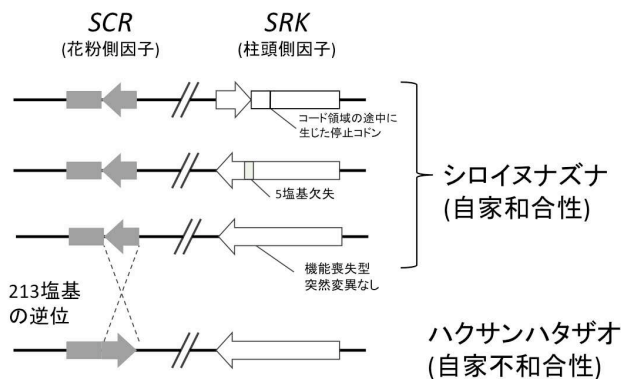 SCR
(花粉側因子)
SRK
(柱頭側因子)
コード領域の途中に
生じた停止コドン
5塩基欠失
機能喪失型
突然変異なし
シロイヌナズナ
(自家和合性)
213塩基
の逆位
ハクサンハタザオ
(自家不和合性)